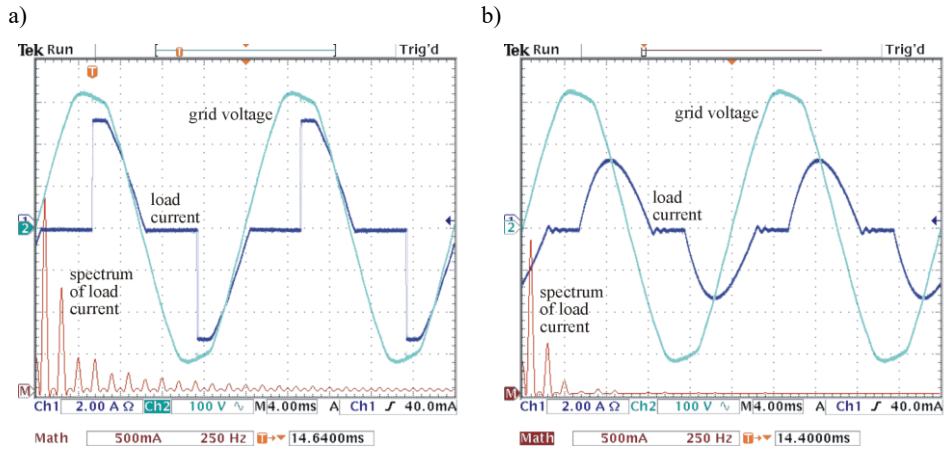 a)
Tek Run Trig'd
T
grid voltage
load
current
1
2
spectrum
of load
current
M
Ch1 2.00 A Ω Ch2 100 V ∿ M 4.00ms A Ch1 ʃ 40.0mA
Math 500mA 250 Hz T→▾ 14.6400ms
b)
Tek Run Trig'd
grid voltage
load
current
1
2
spectrum
of load
current
M
Ch1 2.00 A Ω Ch2 100 V ∿ M 4.00ms A Ch1 ʃ 40.0mA
Math 500mA 250 Hz T→▾ 14.4000ms